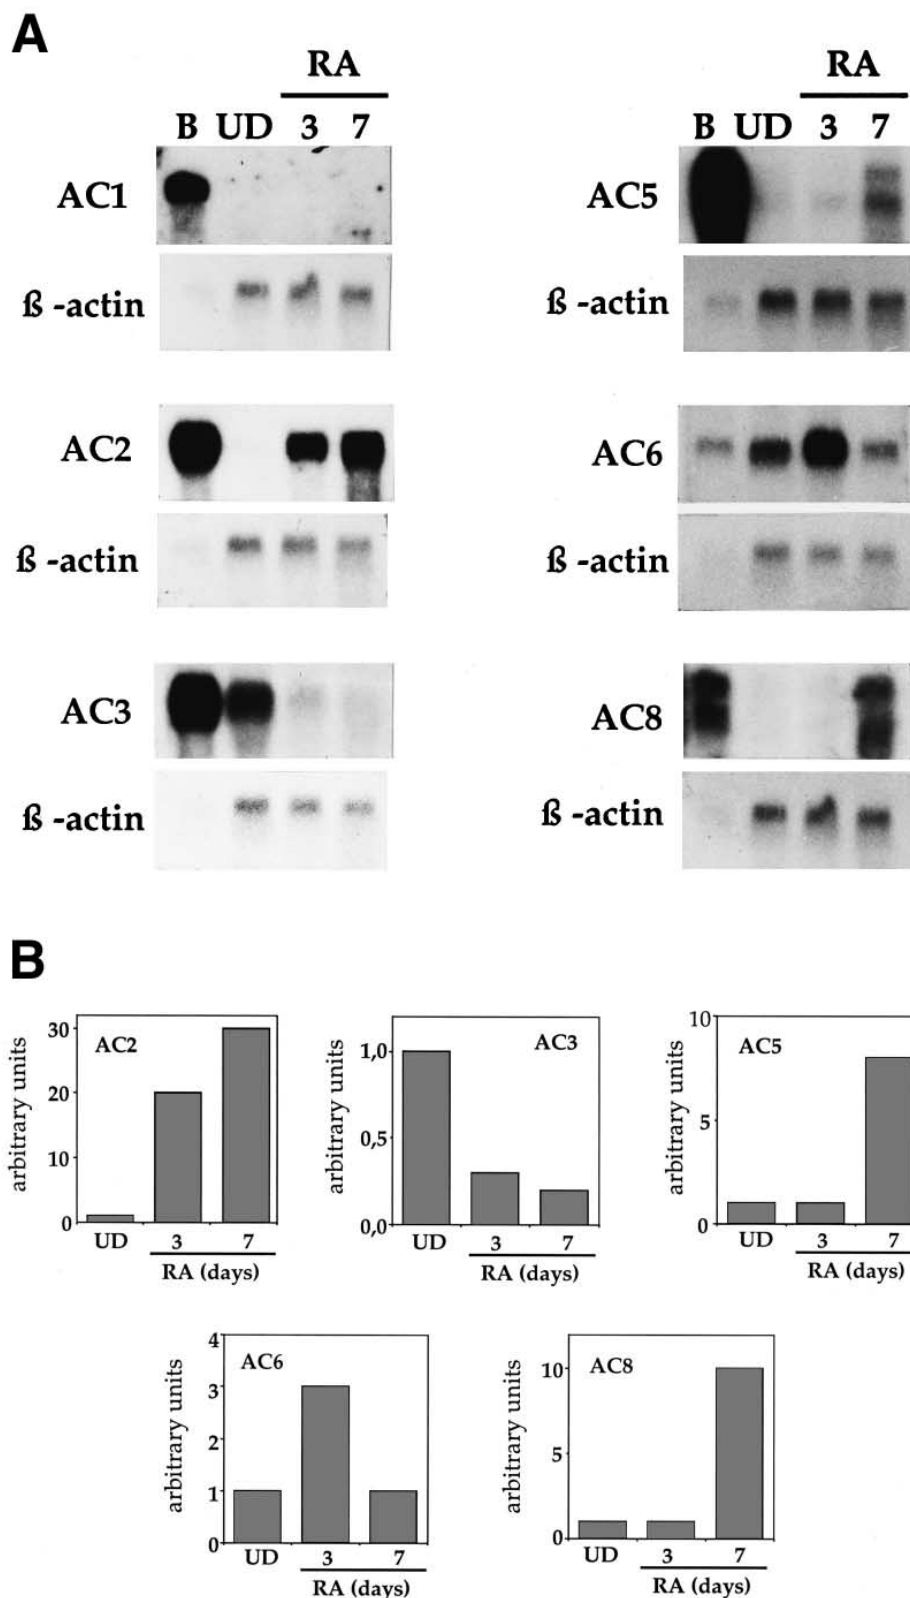 A
RA
B UD 3 7
AC1
ß -actin
AC2
ß -actin
AC3
ß -actin
RA
B UD 3 7
AC5
ß -actin
AC6
ß -actin
AC8
ß -actin
B
arbitrary units
30
20
10
0
AC2
UD 3 7
RA (days)
arbitrary units
1,0
0,5
0,0
AC3
UD 3 7
RA (days)
arbitrary units
10
5
0
AC5
UD 3 7
RA (days)
arbitrary units
4
3
2
1
0
AC6
UD 3 7
RA (days)
arbitrary units
10
5
0
AC8
UD 3 7
RA (days)